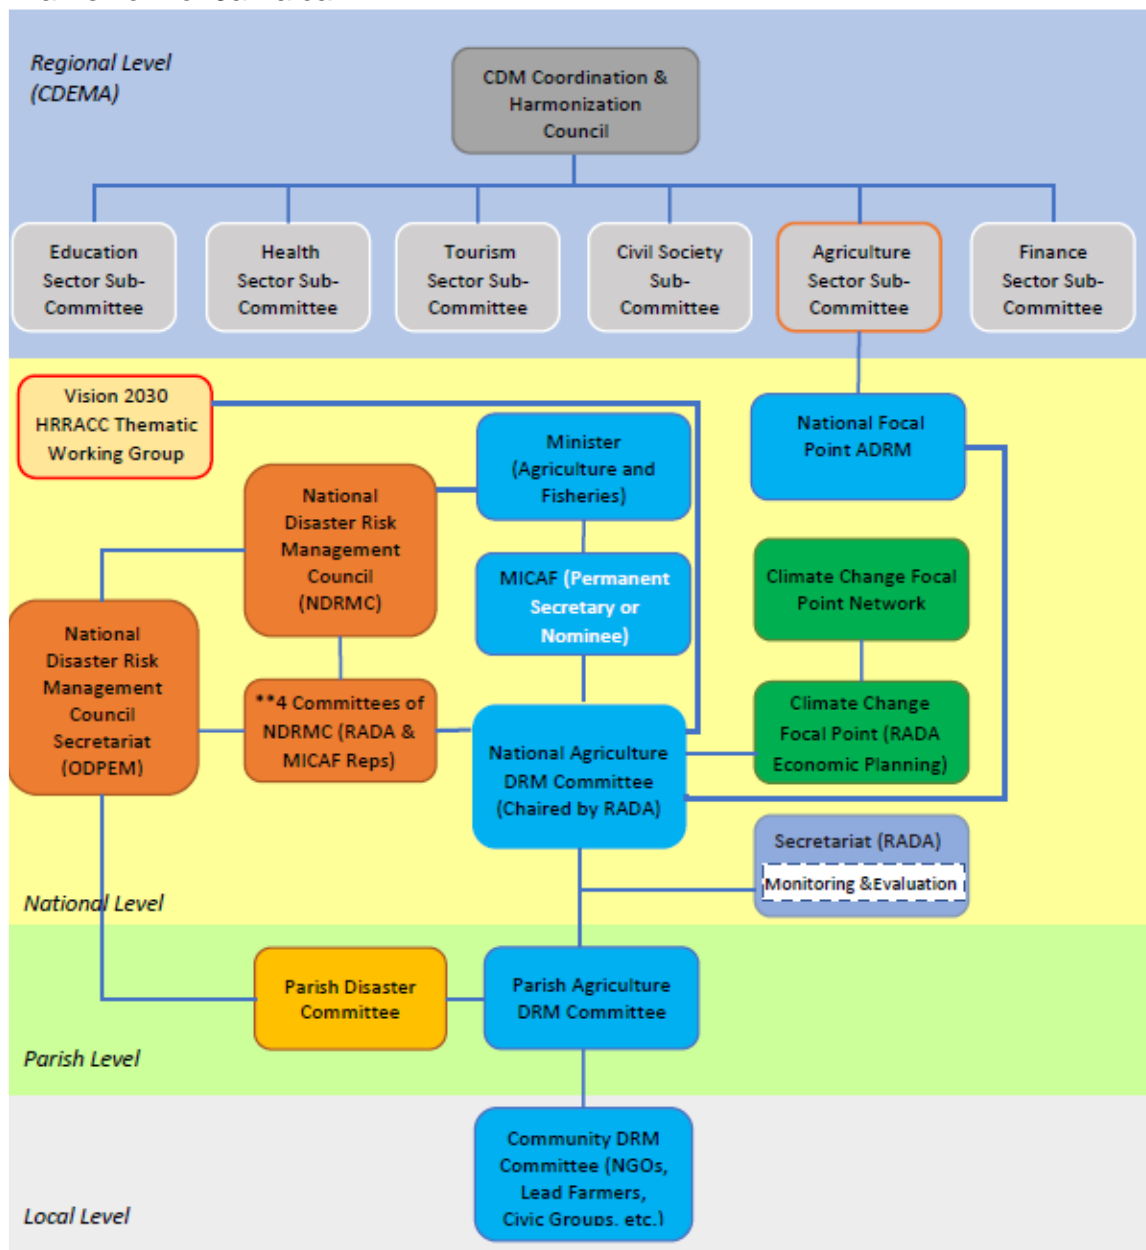 Regional Level
(CDEMA)
CDM Coordination &
Harmonization
Council
Education
Sector Sub-
Committee
Health
Sector Sub-
Committee
Tourism
Sector Sub-
Committee
Civil Society
Sub-
Committee
Agriculture
Sector Sub-
Committee
Finance
Sector Sub-
Committee
Vision 2030
HRRACC Thematic
Working Group
Minister
(Agriculture and
Fisheries)
National Focal
Point ADRM
National
Disaster Risk
Management
Council
(NDRMC)
MICAF (Permanent
Secretary or
Nominee)
Climate Change Focal
Point Network
National
Disaster Risk
Management
Council
Secretariat
(ODPEM)
**4 Committees of
NDRMC (RADA &
MICAF Reps)
National Agriculture
DRM Committee
(Chaired by RADA)
Climate Change
Focal Point (RADA
Economic Planning)
Secretariat (RADA)
Monitoring &Evaluation
National Level
Parish Disaster
Committee
Parish Agriculture
DRM Committee
Parish Level
Community DRM
Committee (NGOs,
Lead Farmers,
Civic Groups, etc.)
Local Level